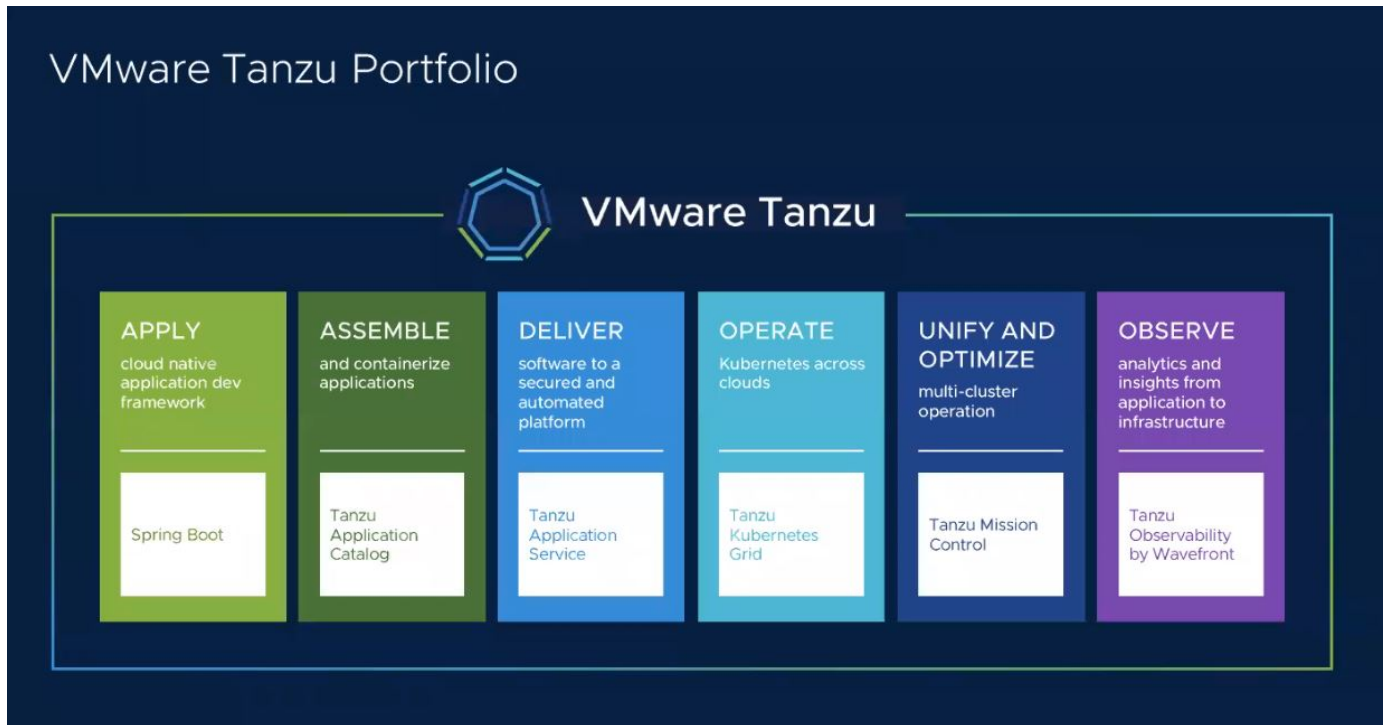 VMware Tanzu Portfolio
VMware Tanzu
APPLY
cloud native
application dev
framework
Spring Boot
ASSEMBLE
and containerize
applications
Tanzu
Application
Catalog
DELIVER
software to a
secured and
automated
platform
Tanzu
Application
Service
OPERATE
Kubernetes across
clouds
Tanzu
Kubernetes
Grid
UNIFY AND
OPTIMIZE
multi-cluster
operation
Tanzu Mission
Control
OBSERVE
analytics and
insights from
application to
infrastructure
Tanzu
Observability
by Wavefront